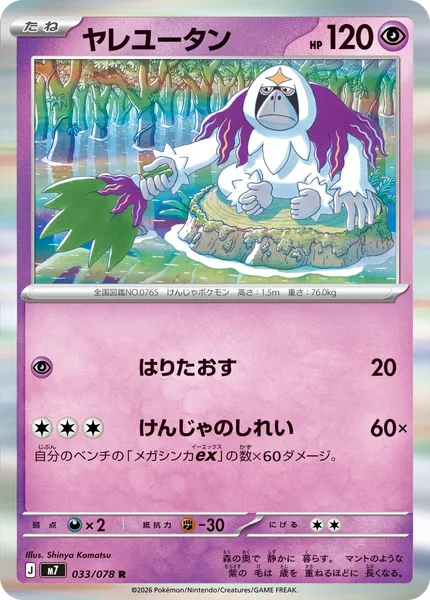 たね ヤレユータン HP 120
全国図鑑NO.0765 けんじゃポケモン 高さ:1.5m 重さ:76.0kg
はりたおす 20
けんじゃのしれい 60×
自分のベンチの「メガシンカex」の数×60ダメージ。
弱点 ×2 抵抗力 -30 にげる
Illus. Shinya Komatsu
J m7 033/078 R
森の奥で 静かに 暮らす。 マントのような
紫の 毛は 歳を 重ねるほどに 長くなる。
©2026 Pokémon/Nintendo/Creatures/GAME FREAK.